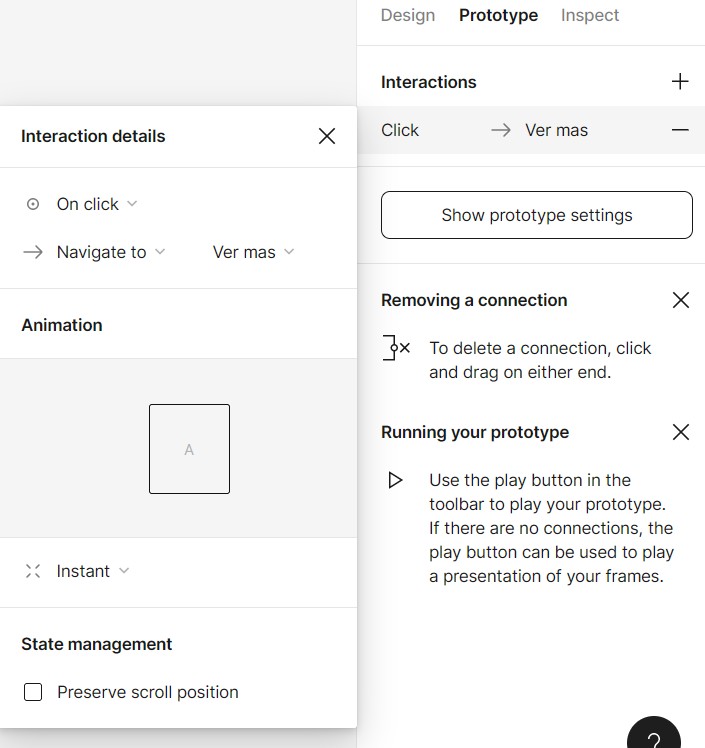 Design Prototype Inspect
Interactions
Click Ver mas
Show prototype settings
Removing a connection
To delete a connection, click
and drag on either end.
Running your prototype
Use the play button in the
toolbar to play your prototype.
If there are no connections, the
play button can be used to play
a presentation of your frames.
Interaction details
On click
Navigate to Ver mas
Animation
A
Instant
State management
Preserve scroll position
?